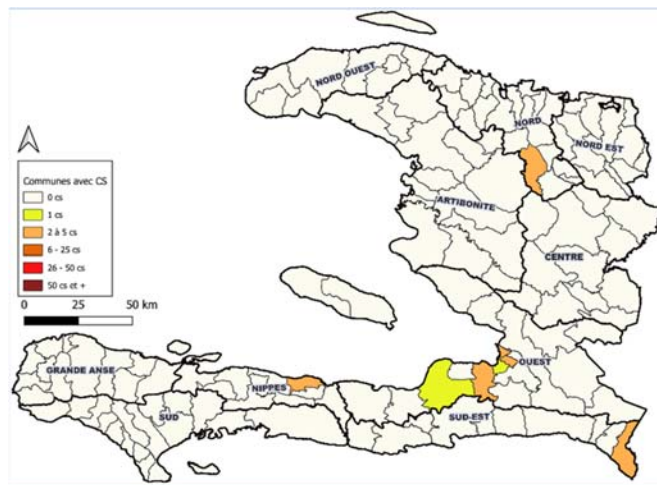 NORD OUEST
NORD
NORD EST
Communes avec CS
0 cs
1 cs
2 à 5 cs
6 - 25 cs
26 - 50 cs
50 cs et +
0 25 50 km
ARTIBONITE
CENTRE
OUEST
GRANDE ANSE
NIPPES
SUD
SUD-EST